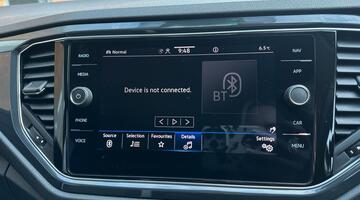 RADIO
MEDIA
PHONE
VOICE
Normal 9:48 6.5°C
Device is not connected.
BT
Source Selection Favourites Details Settings
NAV
APP
CAR
MENU